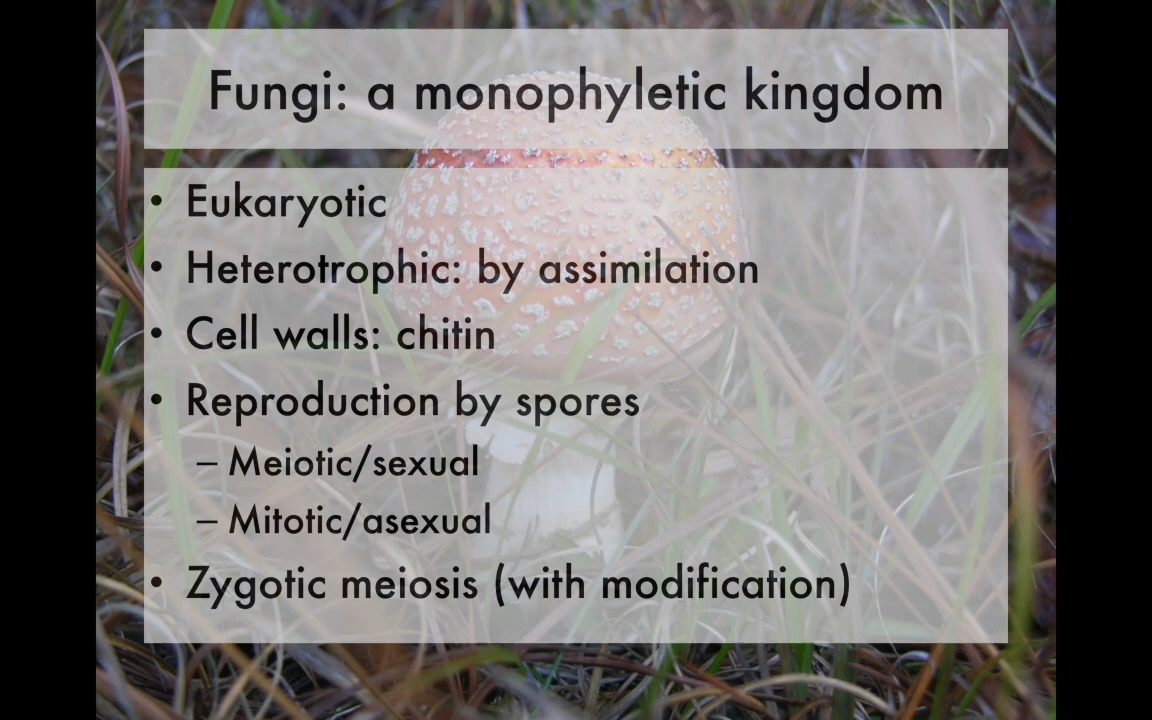 Fungi: a monophyletic kingdom
• Eukaryotic
• Heterotrophic: by assimilation
• Cell walls: chitin
• Reproduction by spores
– Meiotic/sexual
– Mitotic/asexual
• Zygotic meiosis (with modification)